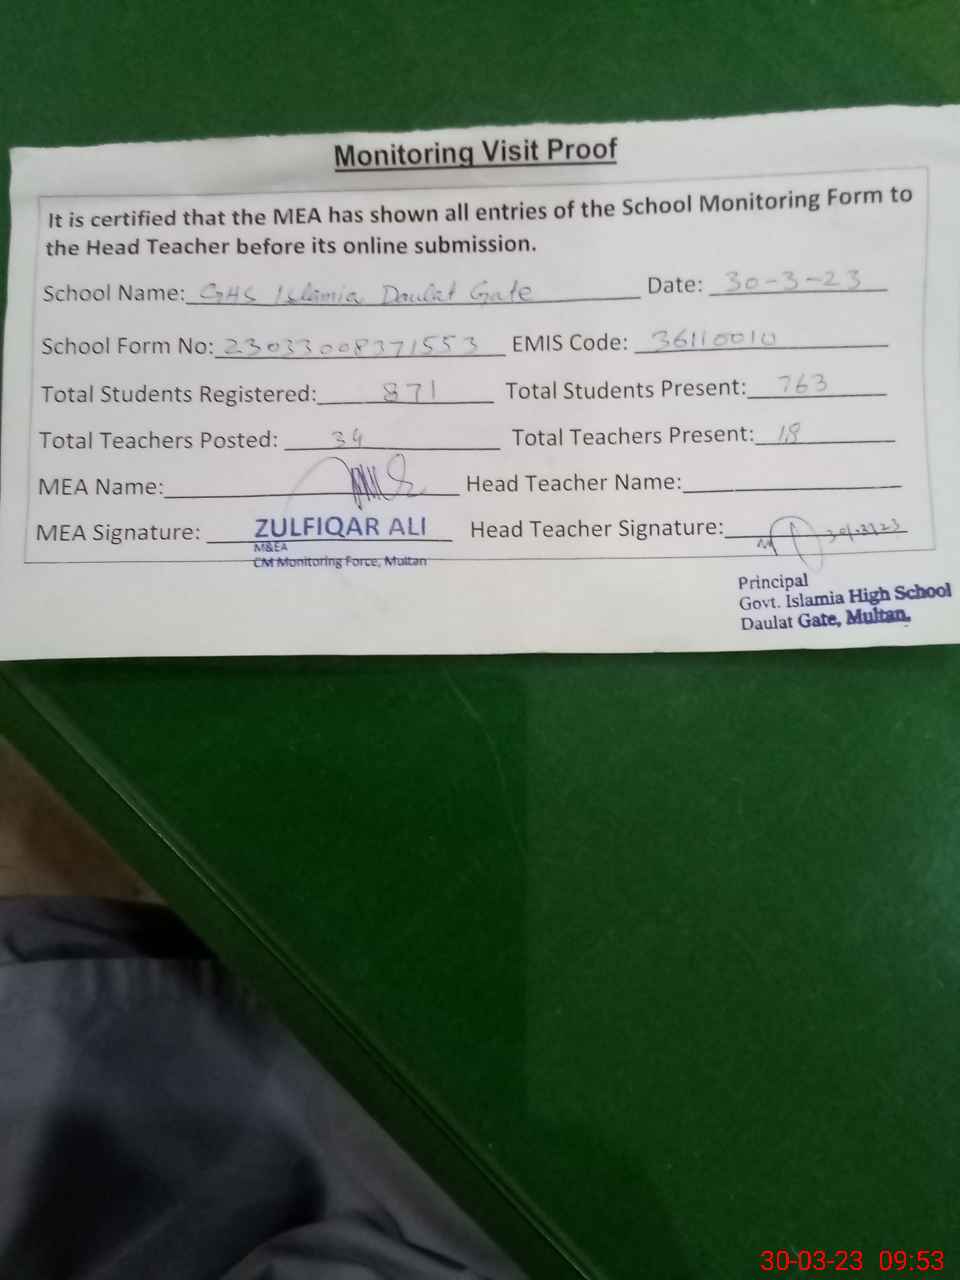 Monitoring Visit Proof
It is certified that the MEA has shown all entries of the School Monitoring Form to
the Head Teacher before its online submission.
School Name: GHS Islamia Daulat Gate Date: 30-3-23
School Form No: 23033008371553 EMIS Code: 36110010
Total Students Registered: 871 Total Students Present: 763
Total Teachers Posted: 34 Total Teachers Present: 18
MEA Name: Head Teacher Name:
MEA Signature: ZULFIQAR ALI Head Teacher Signature:
M&EA
CM Monitoring Force, Multan
Principal
Govt. Islamia High School
Daulat Gate, Multan.
30-03-23 09:53